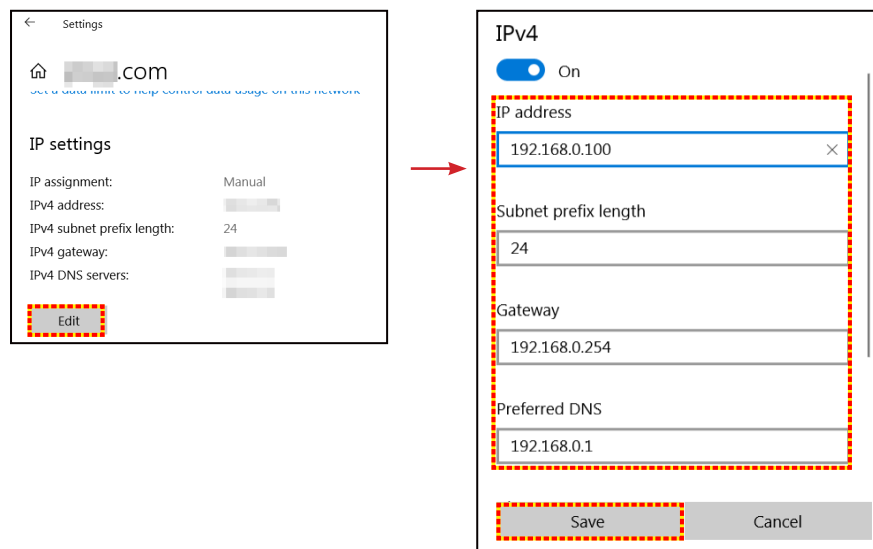 Settings
.com
Set a data limit to help control data usage on this network
IP settings
IP assignment: Manual
IPv4 address:
IPv4 subnet prefix length: 24
IPv4 gateway:
IPv4 DNS servers:
Edit
IPv4
On
IP address
192.168.0.100
Subnet prefix length
24
Gateway
192.168.0.254
Preferred DNS
192.168.0.1
Save Cancel